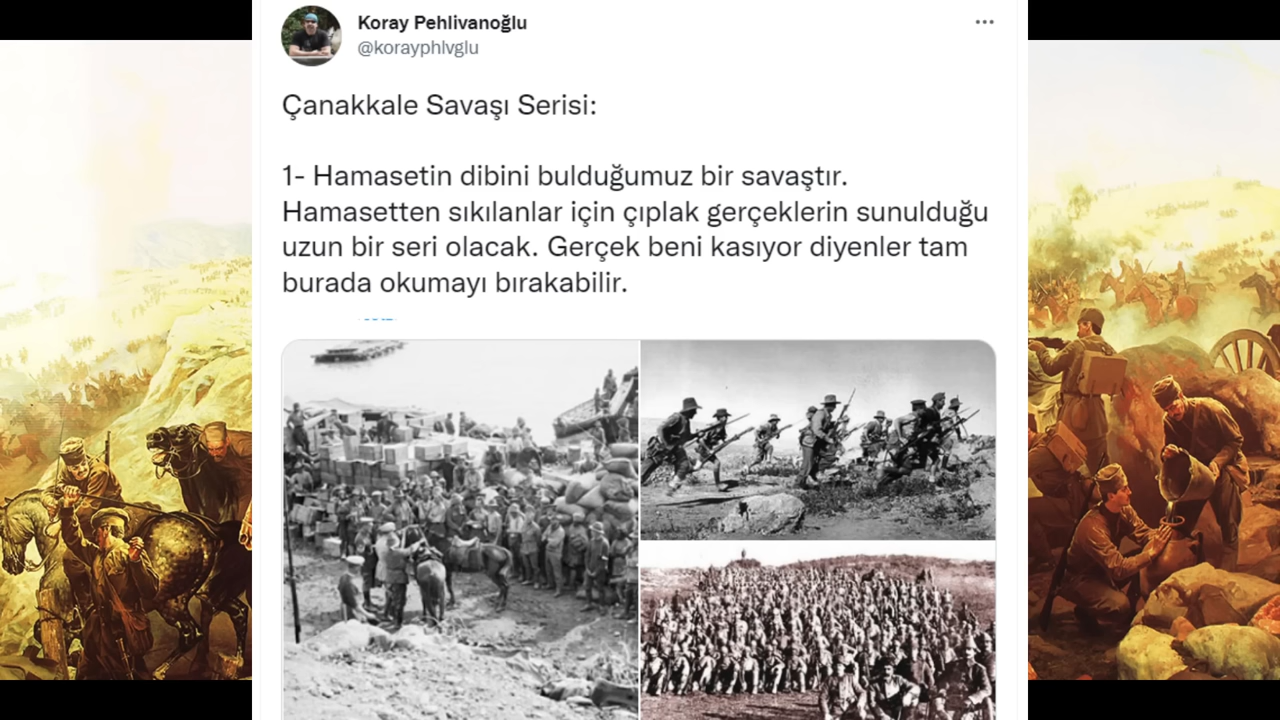 Koray Pehlivanoğlu
@korayphlvglu
Çanakkale Savaşı Serisi:
1- Hamasetin dibini bulduğumuz bir savaştır.
Hamasetten sıkılanlar için çıplak gerçeklerin sunulduğu
uzun bir seri olacak. Gerçek beni kasıyor diyenler tam
burada okumayı bırakabilir.